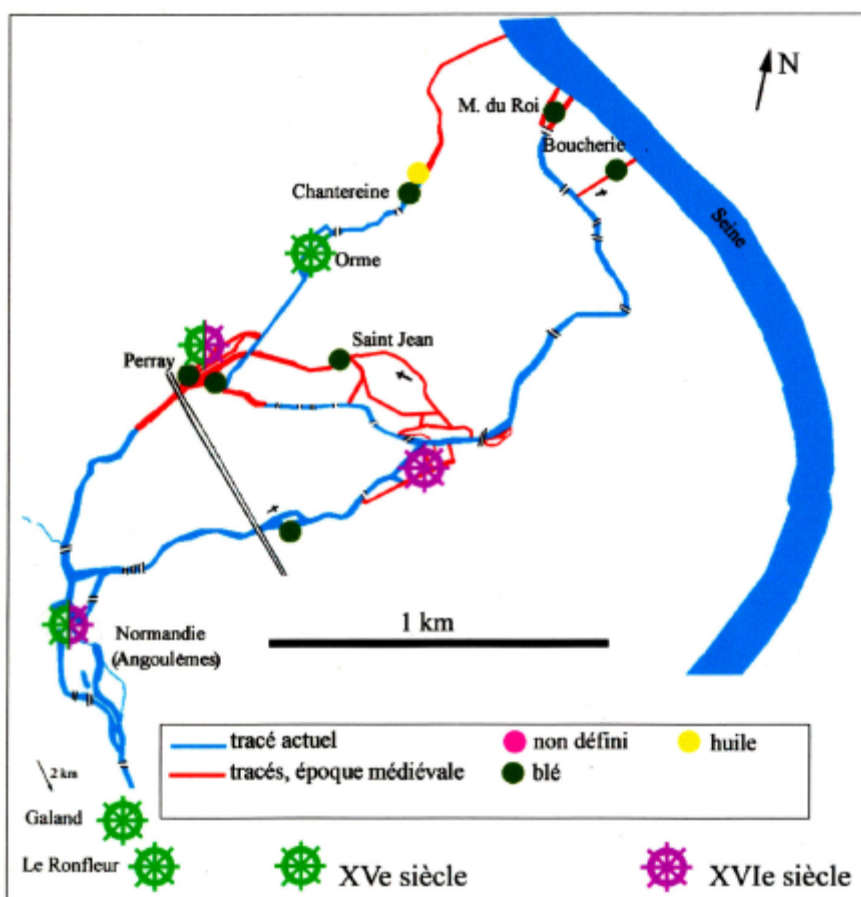 N
M. du Roi
Boucherie
Chantereine
Seine
Orme
Saint Jean
Perray
1 km
Normandie
(Angoulêmes)
tracé actuel
non défini
huile
tracés, époque médiévale
blé
2 km
Galand
Le Ronfleur
XVe siècle
XVIe siècle